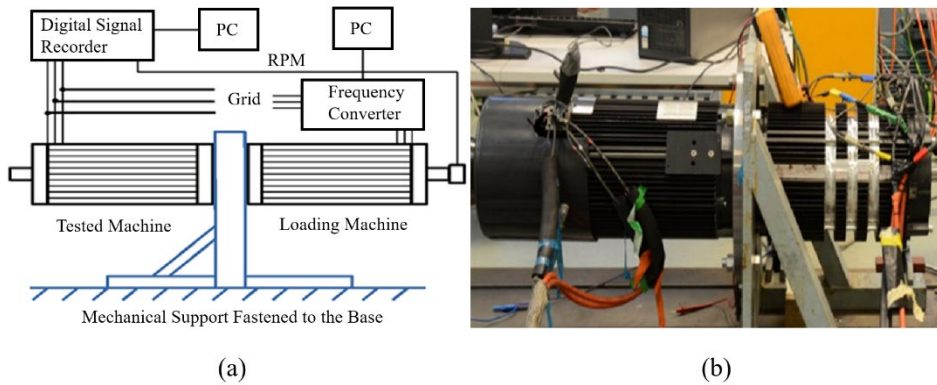 Digital Signal
Recorder
PC
PC
RPM
Grid
Frequency
Converter
Tested Machine
Loading Machine
Mechanical Support Fastened to the Base
(a)
(b)